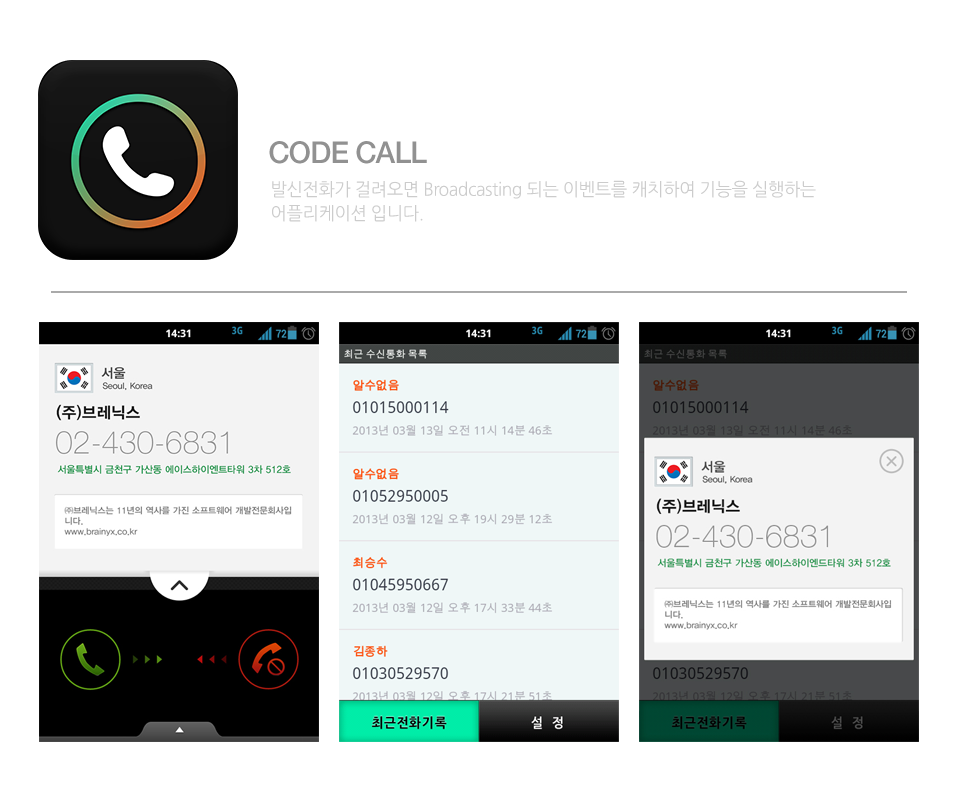 CODE CALL
발신전화가 걸려오면 Broadcasting 되는 이벤트를 캐치하여 기능을 실행하는
어플리케이션 입니다.
14:31 3G 72
서울
Seoul, Korea
(주)브레닉스
02-430-6831
서울특별시 금천구 가산동 에이스하이엔트타워 3차 512호
㈜브레닉스는 11년의 역사를 가진 소프트웨어 개발전문회사입
니다.
www.brainyx.co.kr
14:31 3G 72
최근 수신통화 목록
알수없음
01015000114
2013년 03월 13일 오전 11시 14분 46초
알수없음
01052950005
2013년 03월 12일 오후 19시 29분 12초
최승수
01045950667
2013년 03월 12일 오후 17시 33분 44초
김종하
01030529570
2013년 03월 12일 오후 17시 21분 51초
최근전화기록 설 정
14:31 3G 72
최근 수신통화 목록
알수없음
01015000114
2013년 03월 13일 오전 11시 14분 46초
서울
Seoul, Korea
(주)브레닉스
02-430-6831
서울특별시 금천구 가산동 에이스하이엔트타워 3차 512호
㈜브레닉스는 11년의 역사를 가진 소프트웨어 개발전문회사입
니다.
www.brainyx.co.kr
01030529570
2013년 03월 12일 오후 17시 21분 51초
최근전화기록 설 정